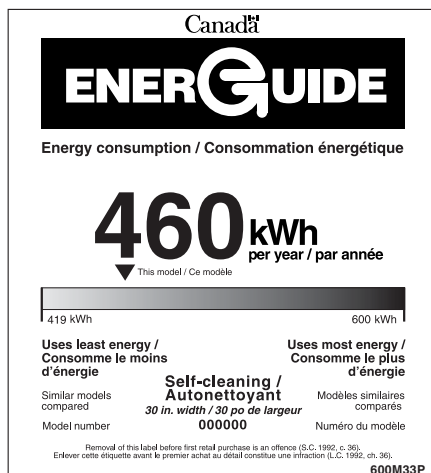 Canada
ENERGUIDE
Energy consumption / Consommation énergétique
460 kWh
per year / par année
This model / Ce modèle
419 kWh 600 kWh
Uses least energy /
Consomme le moins
d'énergie
Uses most energy /
Consomme le plus
d'énergie
Similar models
compared
Self-cleaning /
Autonettoyant
30 in. width / 30 po de largeur
Modèles similaires
comparés
Model number 000000 Numéro du modèle
Removal of this label before first retail purchase is an offence (S.C. 1992, c. 36).
Enlever cette étiquette avant le premier achat au détail constitue une infraction (L.C. 1992, ch. 36).
600M33P